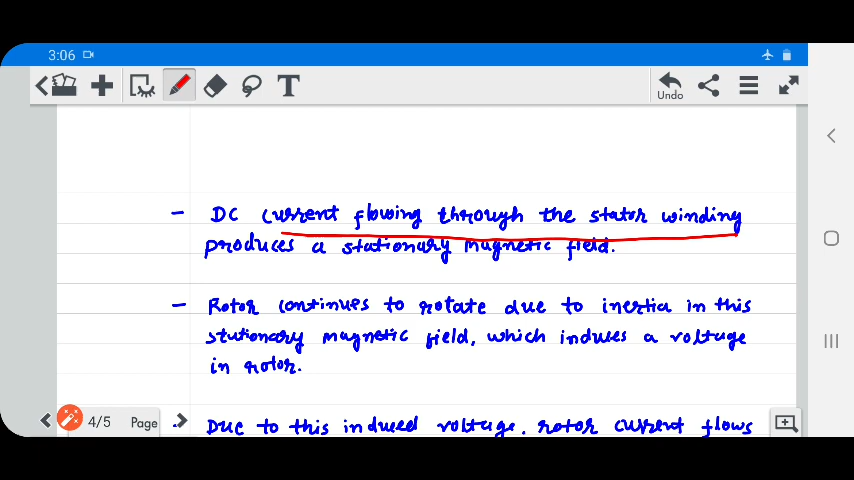 3:06
Undo
- DC current flowing through the stator winding
produces a stationary magnetic field.
- Rotor continues to rotate due to inertia in this
stationary magnetic field, which induces a voltage
in rotor.
4/5 Page
- Due to this induced voltage. rotor current flows